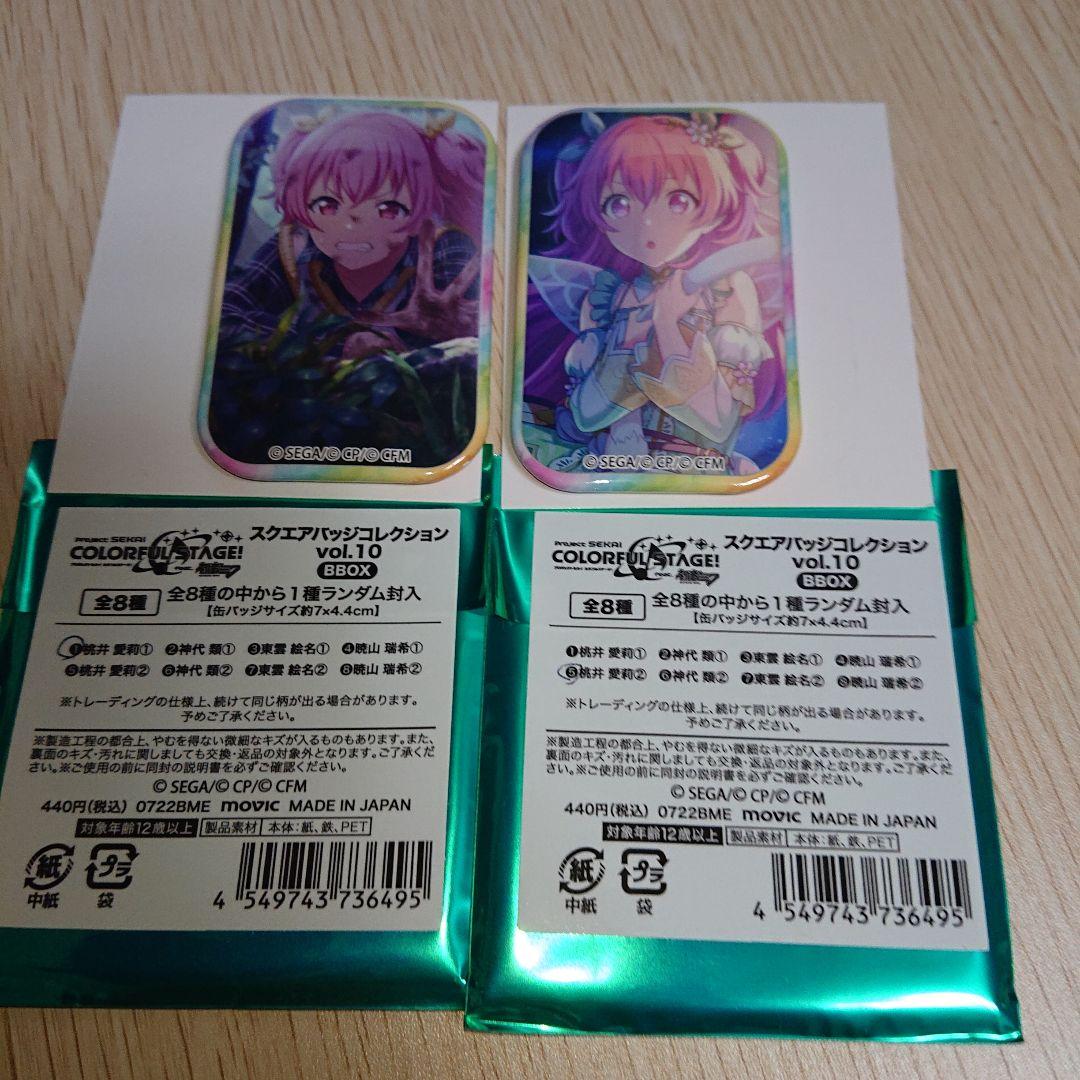 © SEGA/© CP/© CFM
© SEGA/© CP/© CFM
Project SEKAI
COLORFUL STAGE!
feat. 初音ミク
スクエアバッジコレクション
vol.10
BBOX
全8種
全8種の中から1種ランダム封入
【缶バッジサイズ約7×4.4cm】
❶桃井 愛莉① ❷神代 類① ❸東雲 絵名① ❹暁山 瑞希①
❺桃井 愛莉② ❻神代 類② ❼東雲 絵名② ❽暁山 瑞希②
※トレーディングの仕様上、続けて同じ柄が出る場合があります。
予めご了承ください。
※製造工程の都合上、やむを得ない微細なキズが入るものもあります。また、
裏面のキズ・汚れに関しましても交換・返品の対象外となります。ご了承くだ
さい。※ご使用の前に同封の説明書を必ずご確認ください。
© SEGA/© CP/© CFM
440円(税込) 0722BME movic MADE IN JAPAN
対象年齢12歳以上 製品素材 本体:紙、鉄、PET
紙 プラ
中紙 袋
4 549743 736495
Project SEKAI
COLORFUL STAGE!
feat. 初音ミク
スクエアバッジコレクション
vol.10
BBOX
全8種
全8種の中から1種ランダム封入
【缶バッジサイズ約7×4.4cm】
❶桃井 愛莉① ❷神代 類① ❸東雲 絵名① ❹暁山 瑞希①
❺桃井 愛莉② ❻神代 類② ❼東雲 絵名② ❽暁山 瑞希②
※トレーディングの仕様上、続けて同じ柄が出る場合があります。
予めご了承ください。
※製造工程の都合上、やむを得ない微細なキズが入るものもあります。また、
裏面のキズ・汚れに関しましても交換・返品の対象外となります。ご了承くだ
さい。※ご使用の前に同封の説明書を必ずご確認ください。
© SEGA/© CP/© CFM
440円(税込) 0722BME movic MADE IN JAPAN
対象年齢12歳以上 製品素材 本体:紙、鉄、PET
紙 プラ
中紙 袋
4 549743 736495